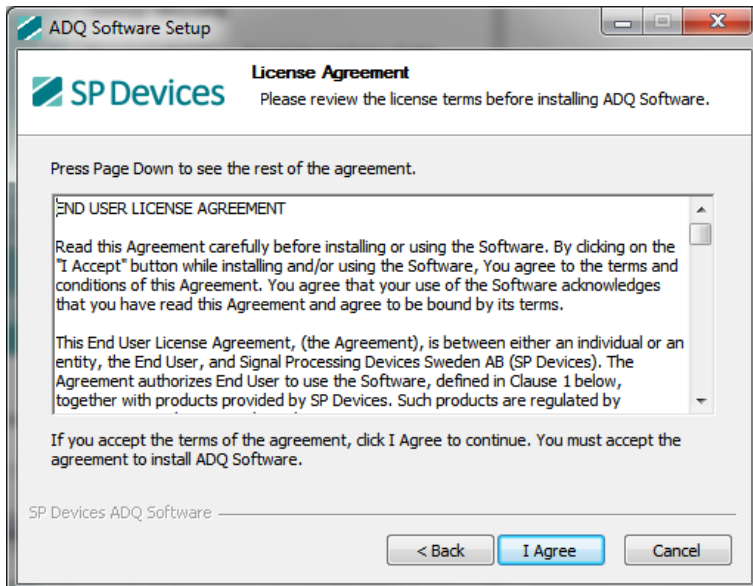 ADQ Software Setup
SP Devices
License Agreement
Please review the license terms before installing ADQ Software.
Press Page Down to see the rest of the agreement.
END USER LICENSE AGREEMENT
Read this Agreement carefully before installing or using the Software. By clicking on the
"I Accept" button while installing and/or using the Software, You agree to the terms and
conditions of this Agreement. You agree that your use of the Software acknowledges
that you have read this Agreement and agree to be bound by its terms.
This End User License Agreement, (the Agreement), is between either an individual or an
entity, the End User, and Signal Processing Devices Sweden AB (SP Devices). The
Agreement authorizes End User to use the Software, defined in Clause 1 below,
together with products provided by SP Devices. Such products are regulated by
If you accept the terms of the agreement, click I Agree to continue. You must accept the
agreement to install ADQ Software.
SP Devices ADQ Software
< Back I Agree Cancel